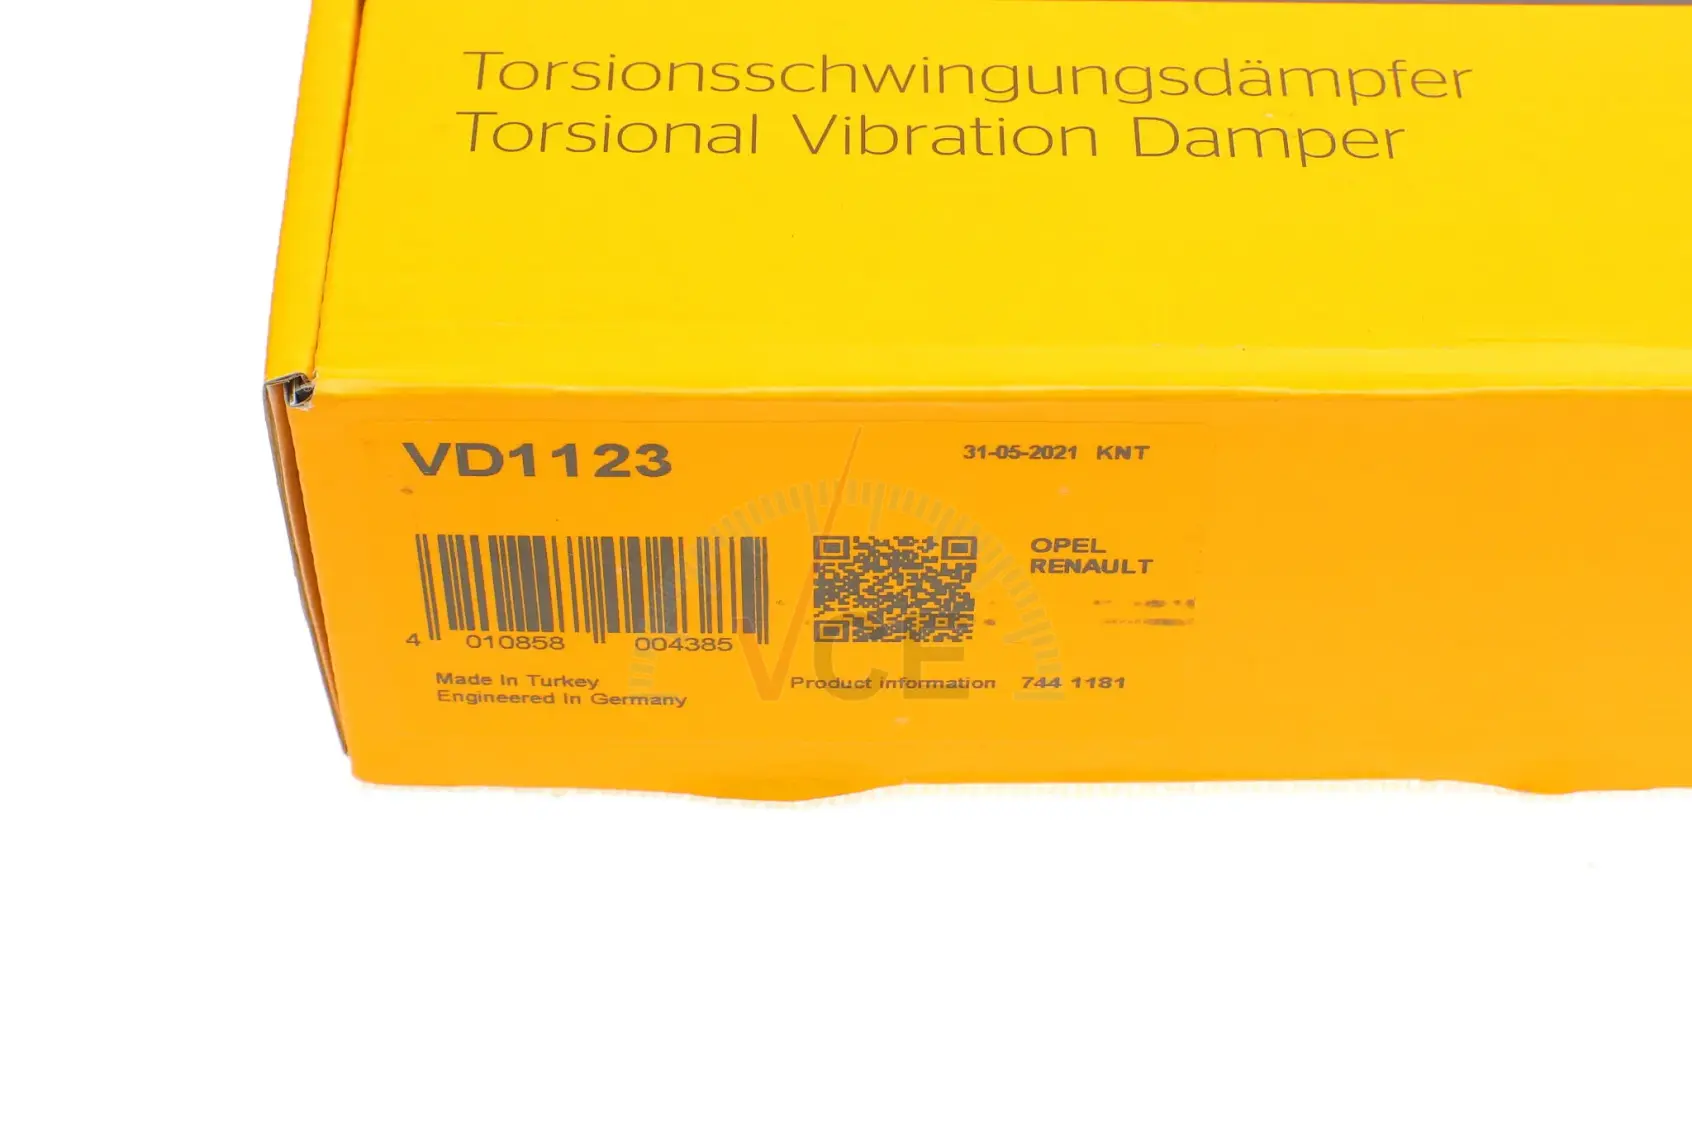 Torsionsschwingungsdämpfer
Torsional Vibration Damper
VD1123
31-05-2021 KNT
OPEL
RENAULT
4 010858 004385
Made in Turkey
Engineered in Germany
Product information 744 1181
VCE